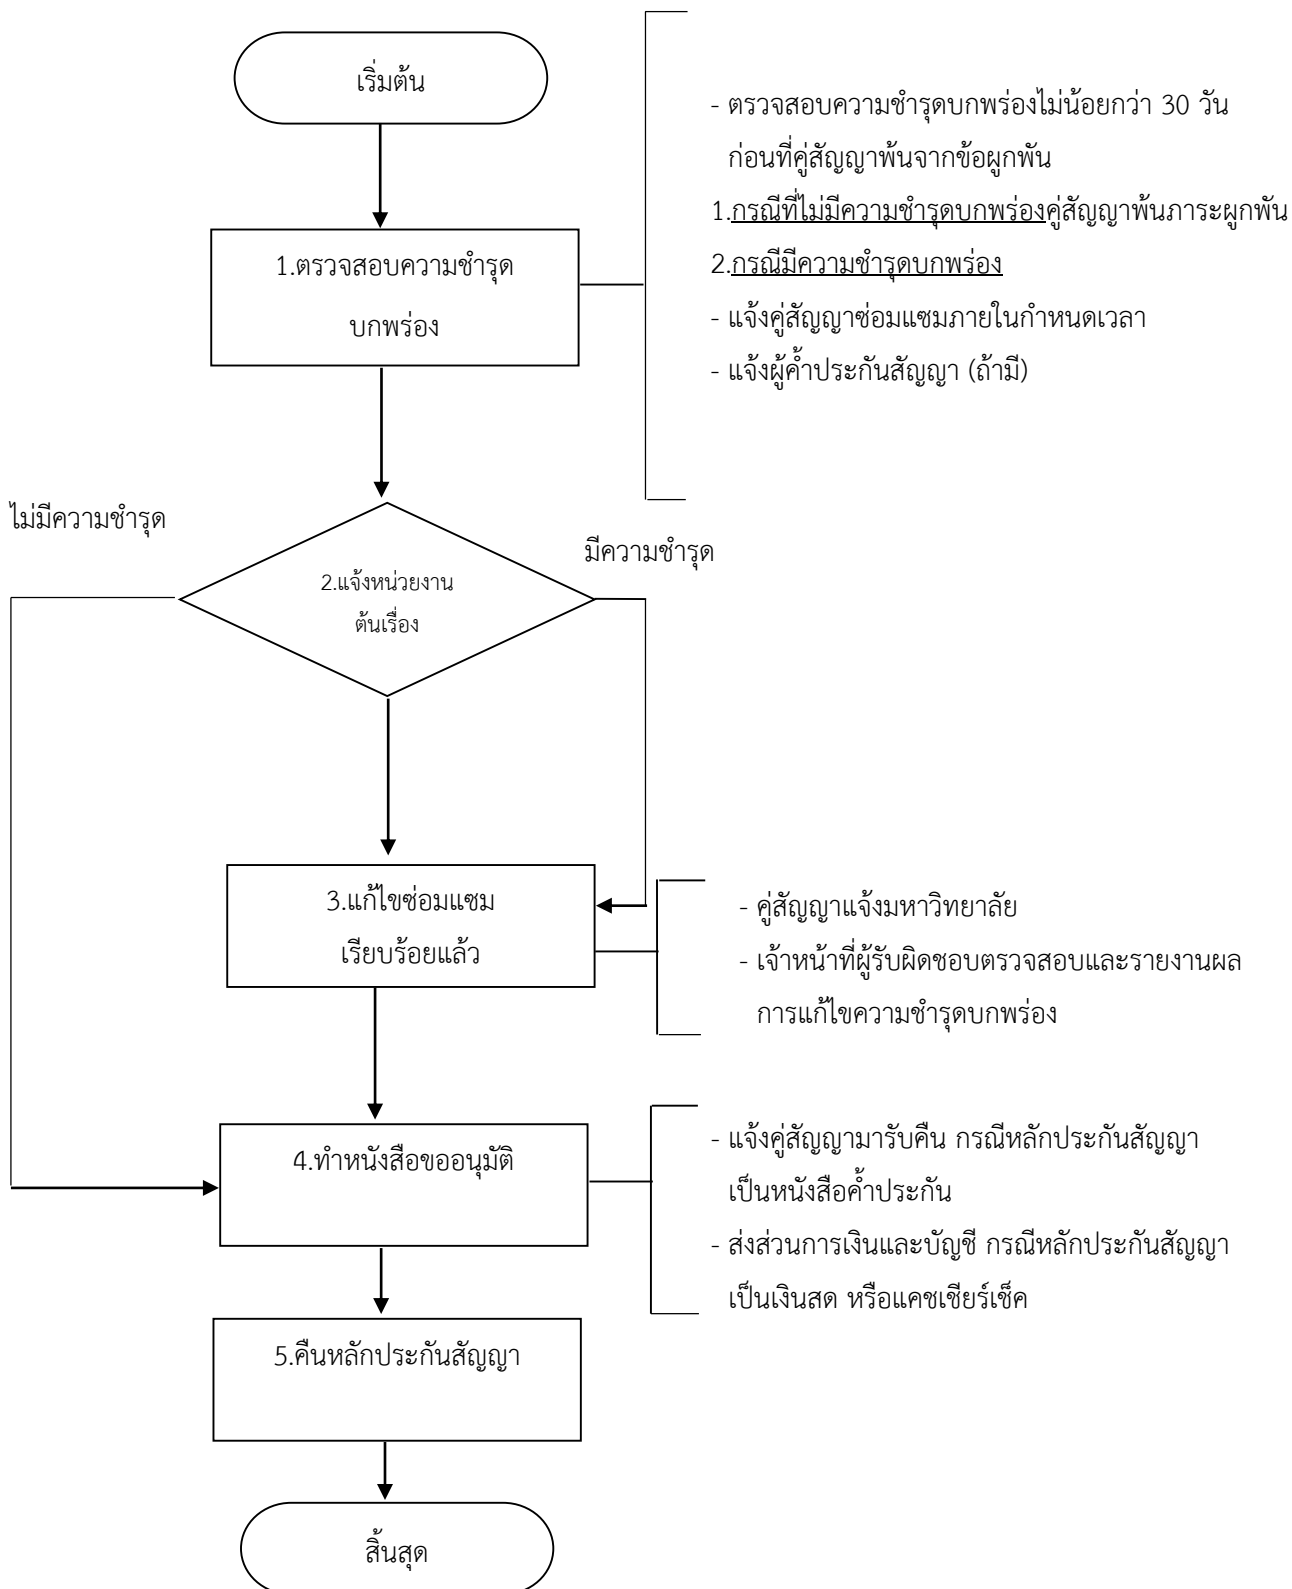 เริ่มต้น
- ตรวจสอบความชำรุดบกพร่องไม่น้อยกว่า 30 วัน
ก่อนที่คู่สัญญาพ้นจากข้อผูกพัน
1.กรณีที่ไม่มีความชำรุดบกพร่องคู่สัญญาพ้นภาระผูกพัน
2.กรณีมีความชำรุดบกพร่อง
- แจ้งคู่สัญญาซ่อมแซมภายในกำหนดเวลา
- แจ้งผู้ค้ำประกันสัญญา (ถ้ามี)
1.ตรวจสอบความชำรุด
บกพร่อง
ไม่มีความชำรุด
มีความชำรุด
2.แจ้งหน่วยงาน
ต้นเรื่อง
3.แก้ไขซ่อมแซม
เรียบร้อยแล้ว
- คู่สัญญาแจ้งมหาวิทยาลัย
- เจ้าหน้าที่ผู้รับผิดชอบตรวจสอบและรายงานผล
การแก้ไขความชำรุดบกพร่อง
4.ทำหนังสือขออนุมัติ
- แจ้งคู่สัญญามารับคืน กรณีหลักประกันสัญญา
เป็นหนังสือค้ำประกัน
- ส่งส่วนการเงินและบัญชี กรณีหลักประกันสัญญา
เป็นเงินสด หรือแคชเชียร์เช็ค
5.คืนหลักประกันสัญญา
สิ้นสุด